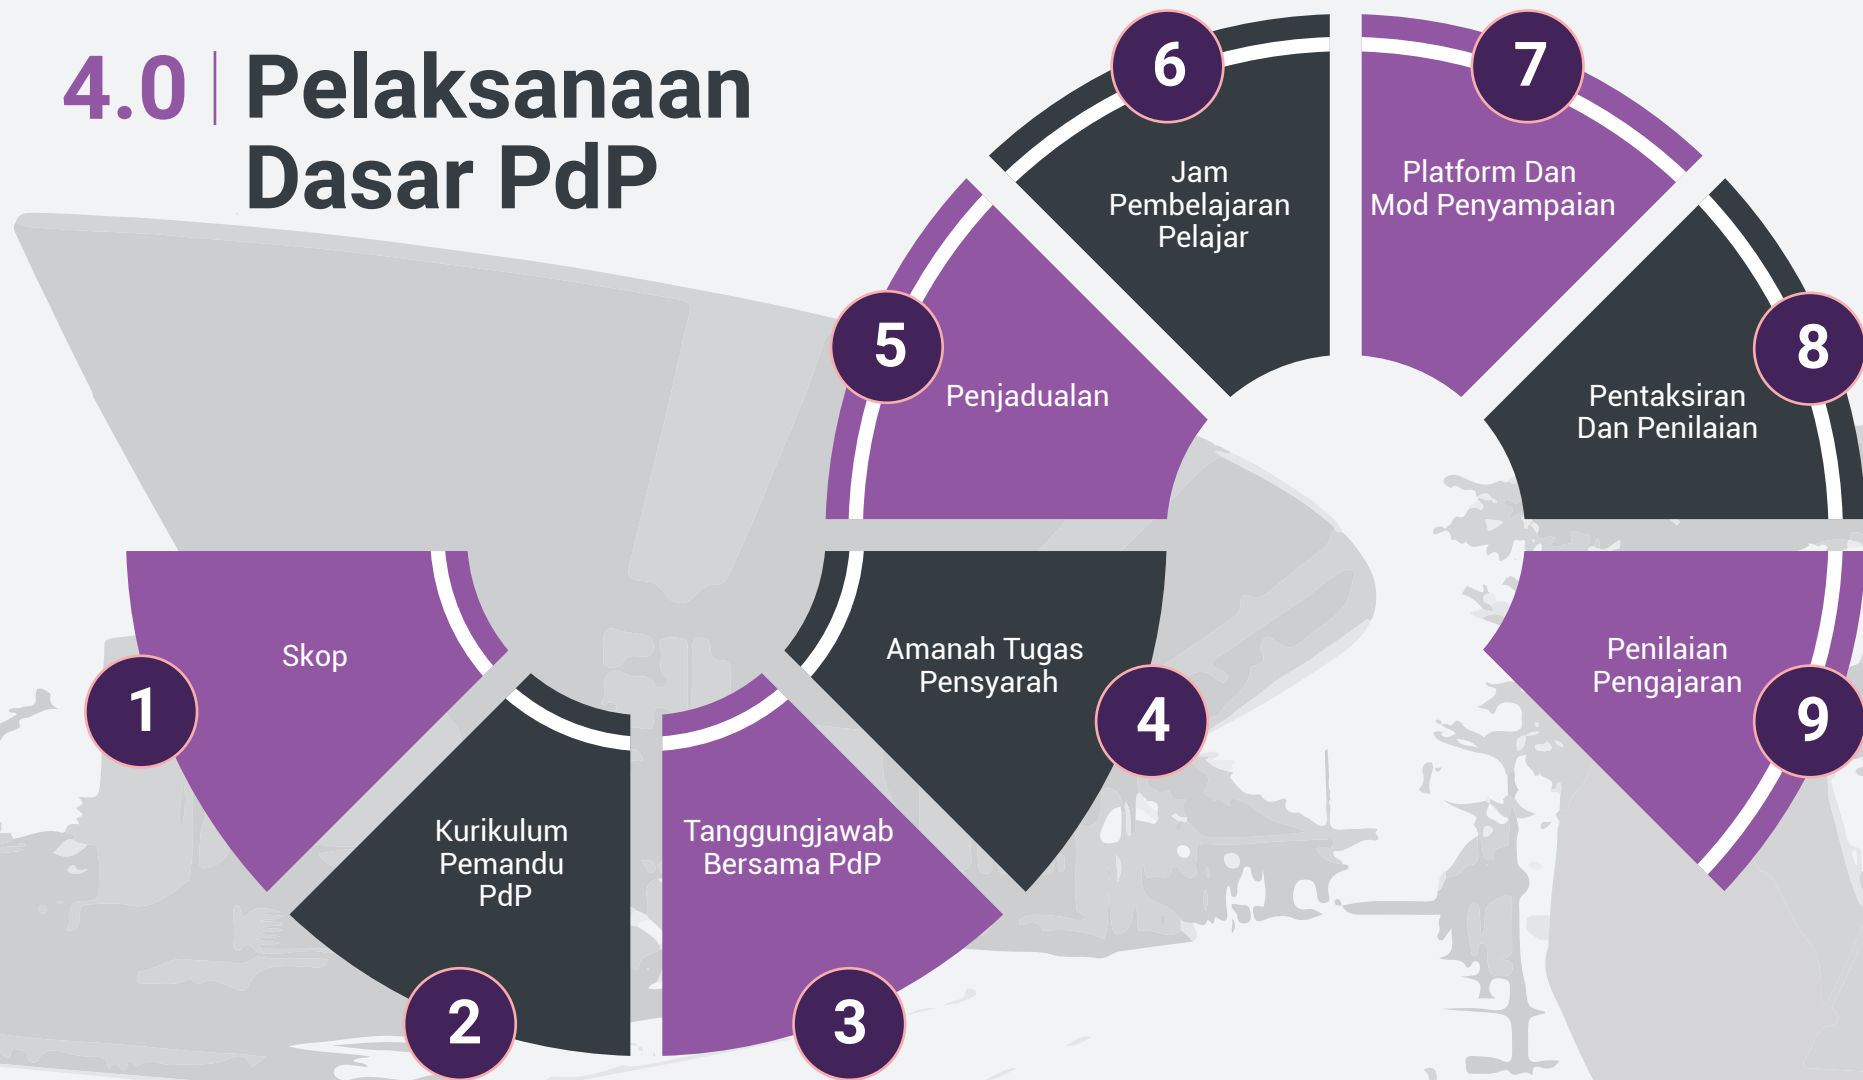 4.0 | Pelaksanaan
Dasar PdP
1
Skop
2
Kurikulum
Pemandu
PdP
3
Tanggungjawab
Bersama PdP
4
Amanah Tugas
Pensyarah
5
Penjadualan
6
Jam
Pembelajaran
Pelajar
7
Platform Dan
Mod Penyampaian
8
Pentaksiran
Dan Penilaian
9
Penilaian
Pengajaran